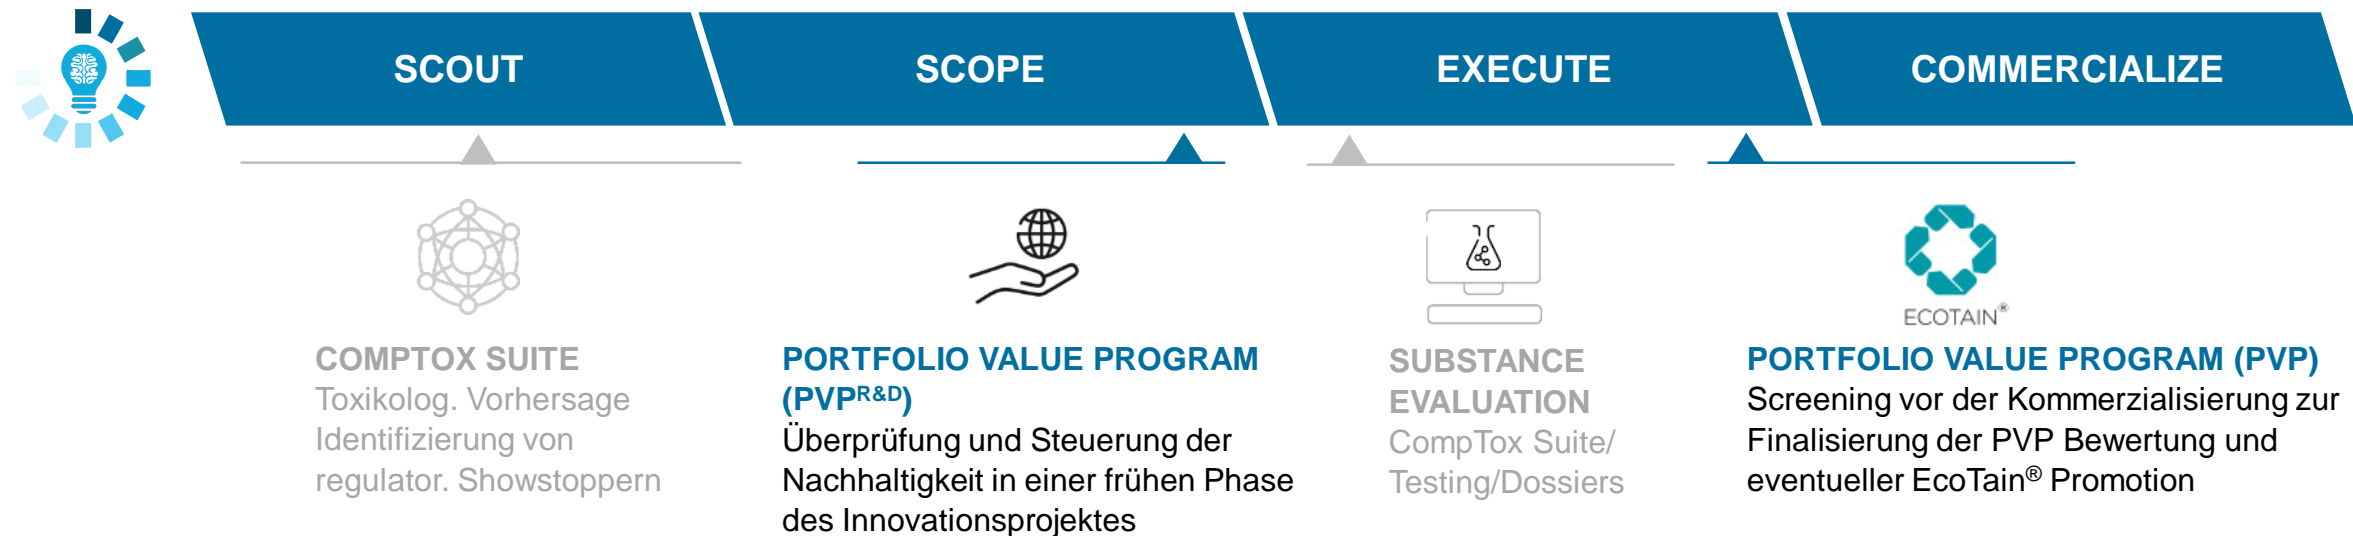 SCOUT
SCOPE
EXECUTE
COMMERCIALIZE
COMPTOX SUITE
Toxikolog. Vorhersage
Identifizierung von
regulator. Showstoppern
PORTFOLIO VALUE PROGRAM
(PVPR&D)
Überprüfung und Steuerung der
Nachhaltigkeit in einer frühen Phase
des Innovationsprojektes
SUBSTANCE
EVALUATION
CompTox Suite/
Testing/Dossiers
ECOTAIN®
PORTFOLIO VALUE PROGRAM (PVP)
Screening vor der Kommerzialisierung zur
Finalisierung der PVP Bewertung und
eventueller EcoTain® Promotion